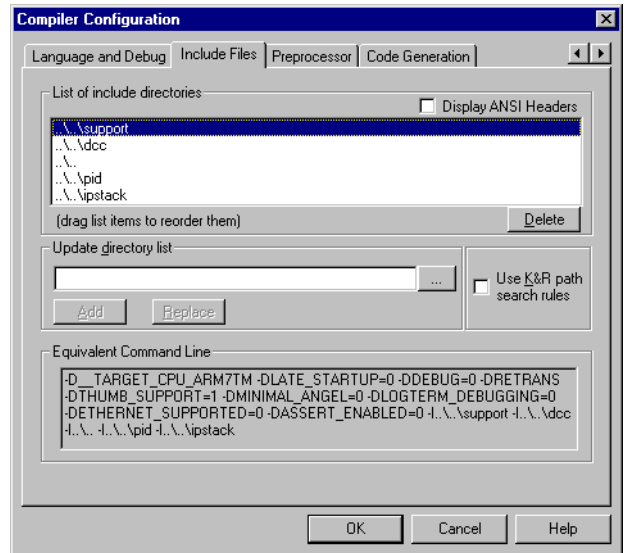 Compiler Configuration
Language and Debug Include Files Preprocessor Code Generation
List of include directories
Display ANSI Headers
..\..\support
..\..\dcc
..\..
..\..\pid
..\..\ipstack
(drag list items to reorder them)
Delete
Update directory list
...
Use K&R path
search rules
Add
Replace
Equivalent Command Line
-D__TARGET_CPU_ARM7TM -DLATE_STARTUP=0 -DDEBUG=0 -DRETRANS
-DTHUMB_SUPPORT=1 -DMINIMAL_ANGEL=0 -DLOGTERM_DEBUGGING=0
-DETHERNET_SUPPORTED=0 -DASSERT_ENABLED=0 -I..\..\support -I..\..\dcc
-I..\.. -I..\..\pid -I..\..\ipstack
OK
Cancel
Help